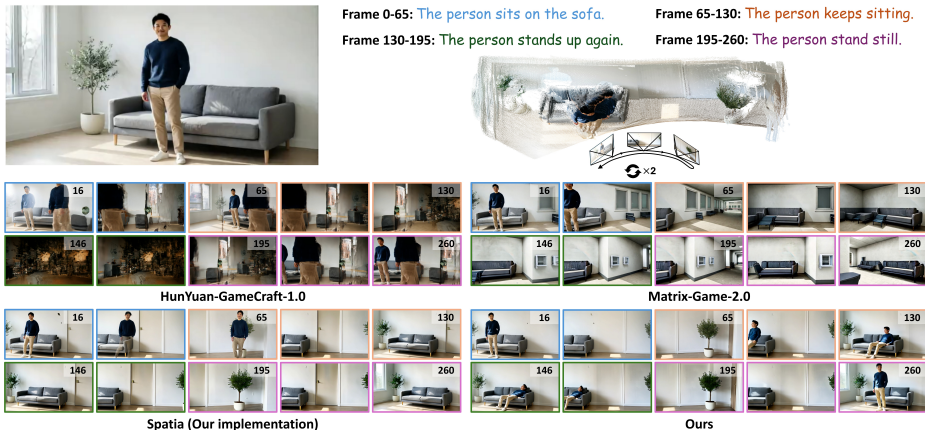 Frame 0-65: The person sits on the sofa.
Frame 65-130: The person keeps sitting.
Frame 130-195: The person stands up again.
Frame 195-260: The person stand still.
×2
16 65 130
146 195 260
HunYuan-GameCraft-1.0
16 65 130
146 195 260
Matrix-Game-2.0
16 65 130
146 195 260
Spatia (Our implementation)
16 65 130
146 195 260
Ours